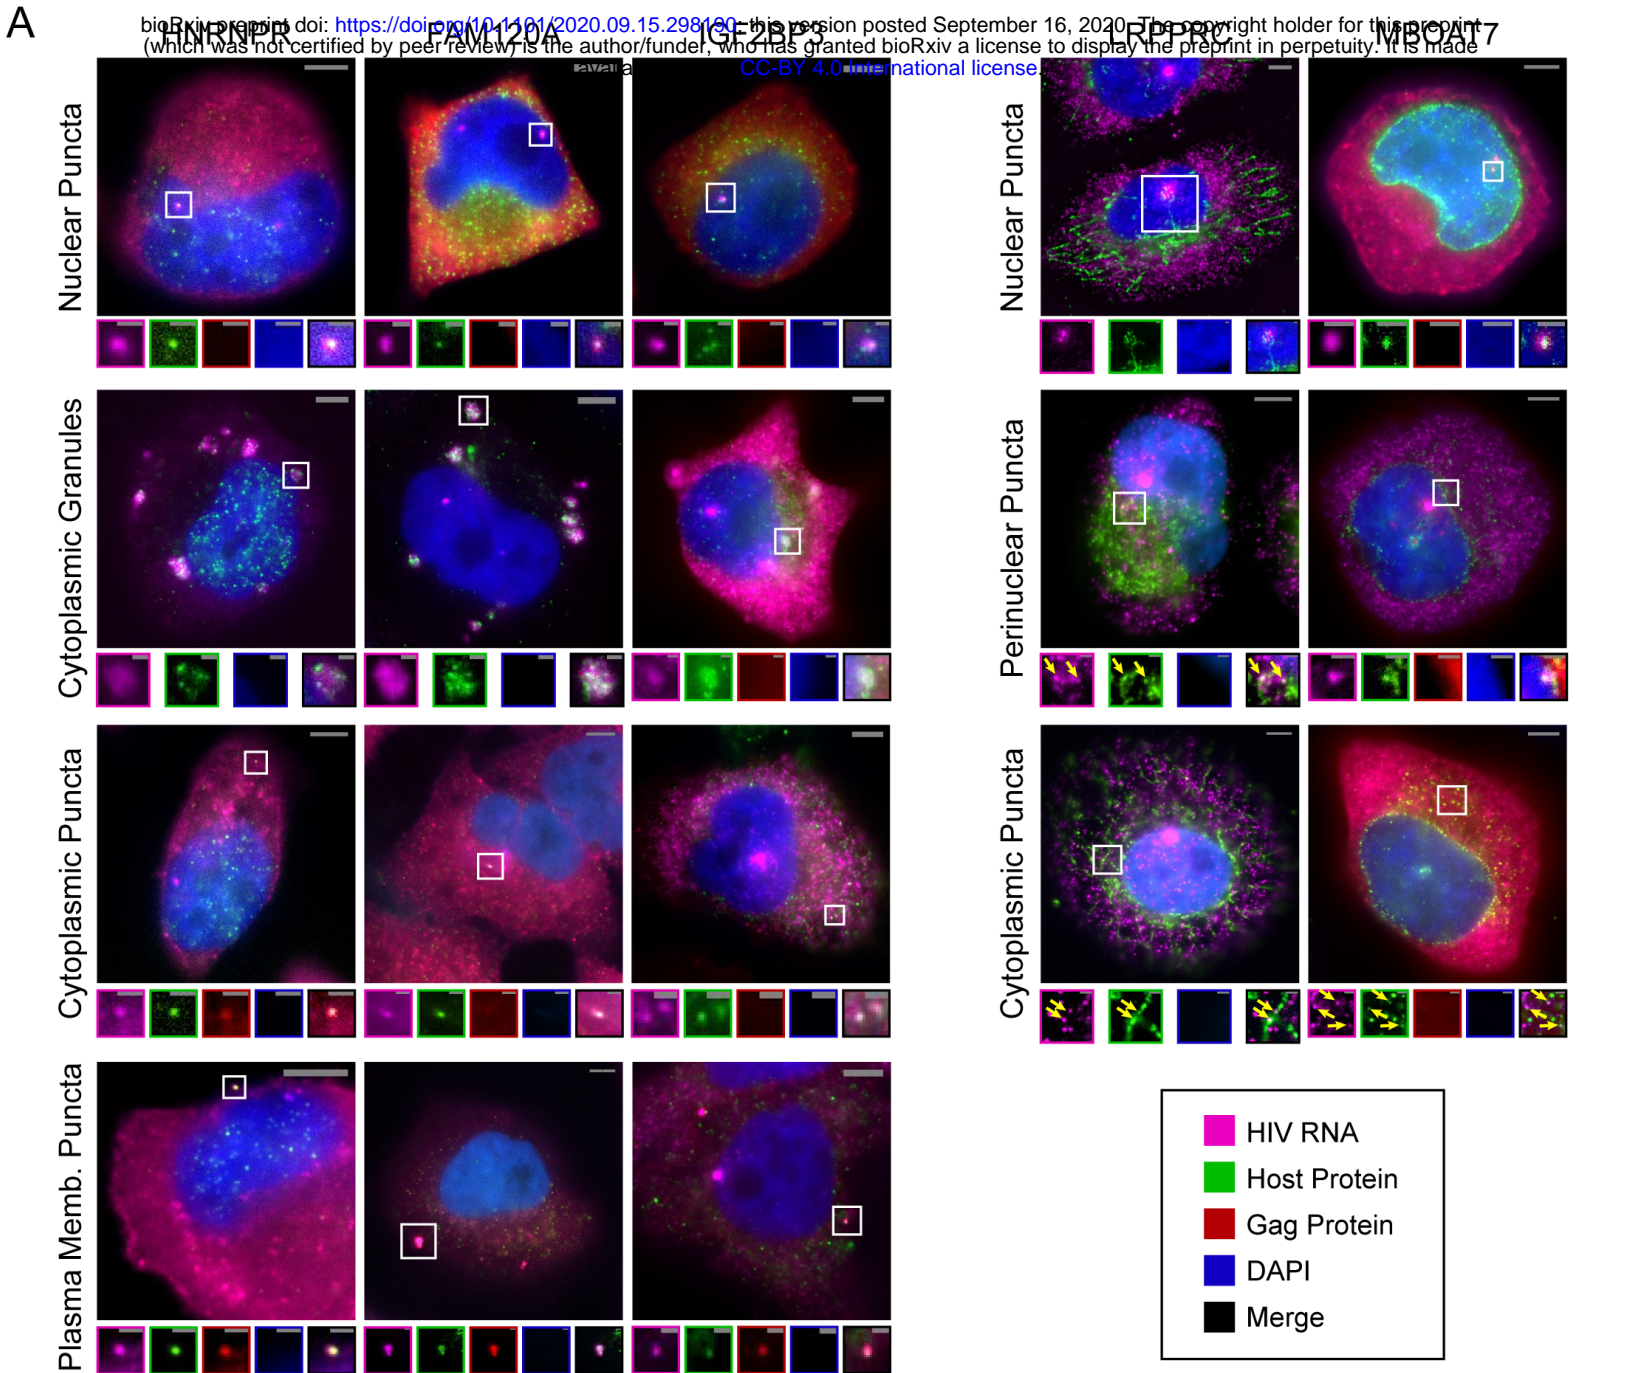 A
bioRxiv preprint doi: https://doi.org/10.1101/2020.09.15.298190; this version posted September 16, 2020. The copyright holder for this preprint
HNRNPR FAM120A IGF2BP3 LRPPRC MBOAT7
(which was not certified by peer review) is the author/funder, who has granted bioRxiv a license to display the preprint in perpetuity. It is made
CC-BY 4.0 International license.
Nuclear Puncta
Nuclear Puncta
Cytoplasmic Granules
Perinuclear Puncta
Cytoplasmic Puncta
Cytoplasmic Puncta
Plasma Memb. Puncta
HIV RNA
Host Protein
Gag Protein
DAPI
Merge